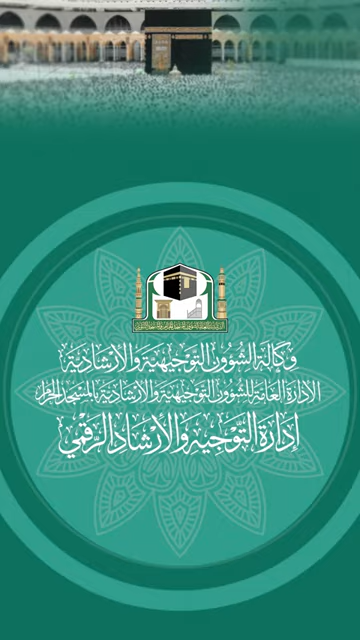 وكالة الشؤون التوجيهية والإرشادية
الإدارة العامة للشؤون التوجيهية والإرشادية بالمسجد الحرام
إدارة التوجيه والإرشاد الرقمي